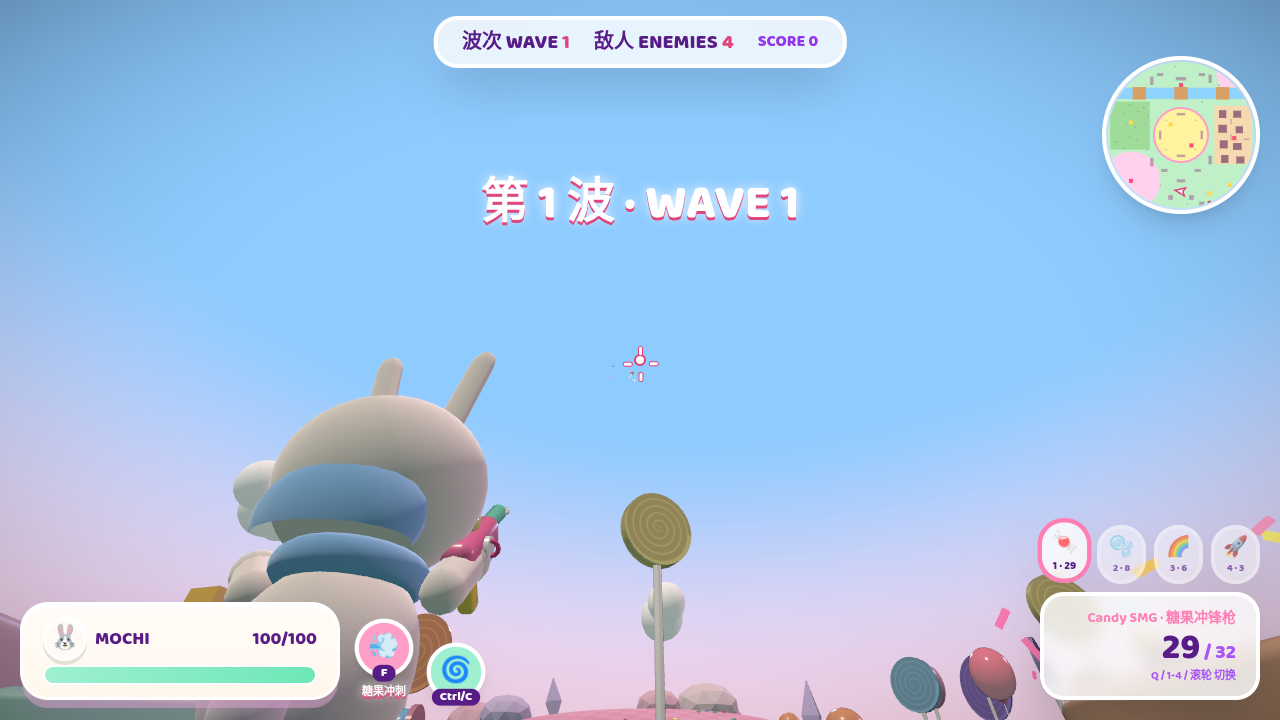 波次 WAVE 1 敌人 ENEMIES 4 SCORE 0
第 1 波 · WAVE 1
1 · 29
2 · 8
3 · 6
4 · 3
Candy SMG · 糖果冲锋枪
29 / 32
Q / 1-4 / 滚轮 切换
MOCHI 100/100
F
糖果冲刺
Ctrl/C